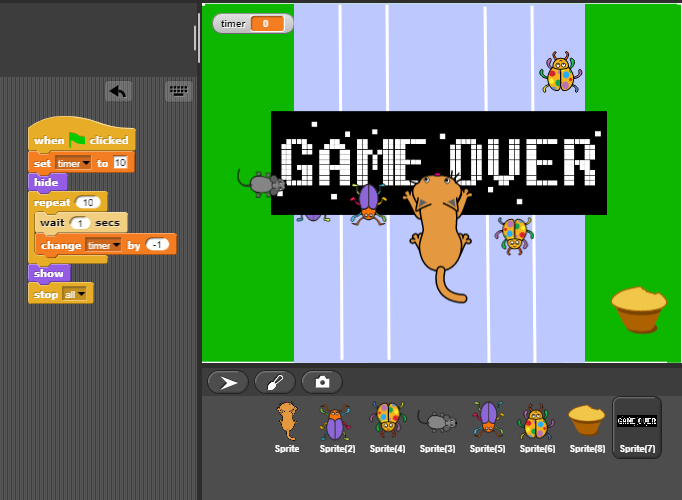 timer 0
when clicked
set timer to 10
hide
repeat 10
wait 1 secs
change timer by -1
show
stop all
GAME OVER
GAME OVER
Sprite Sprite(2) Sprite(4) Sprite(3) Sprite(5) Sprite(6) Sprite(8) Sprite(7)